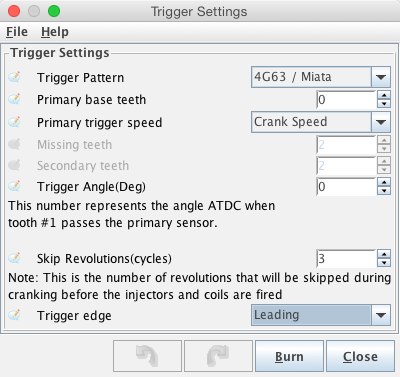 Trigger Settings
File Help
Trigger Settings
Trigger Pattern 4G63 / Miata
Primary base teeth 0
Primary trigger speed Crank Speed
Missing teeth 2
Secondary teeth 2
Trigger Angle(Deg) 0
This number represents the angle ATDC when
tooth #1 passes the primary sensor.
Skip Revolutions(cycles) 3
Note: This is the number of revolutions that will be skipped during
cranking before the injectors and coils are fired
Trigger edge Leading
Burn Close